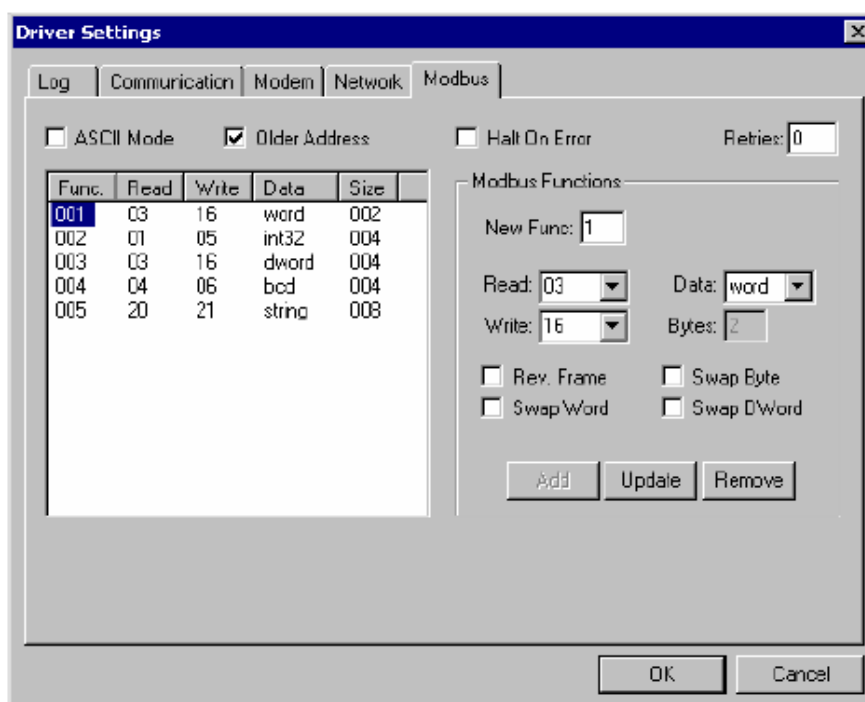 Driver Settings
Log Communication Modem Network Modbus
ASCII Mode Older Address Halt On Error Retries: 0
Func. Read Write Data Size
001 03 16 word 002
002 01 05 int32 004
003 03 16 dword 004
004 04 06 bcd 004
005 20 21 string 008
Modbus Functions
New Func: 1
Read: 03 Data: word
Write: 16 Bytes: 2
Rev. Frame Swap Byte
Swap Word Swap DWord
Add Update Remove
OK Cancel